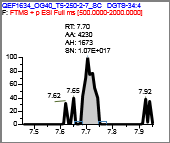 QEF1634_OG40_T5-250-2-7_SC DGTS-34-4
F: FTMS + p ESI Full ms [500.0000-2000.0000]
RT: 7.70
AA: 4230
AH: 1673
SN: 1.07E+017
100
80
60
40
20
0
7.62
7.65
7.92
7.5 7.6 7.7 7.8 7.9